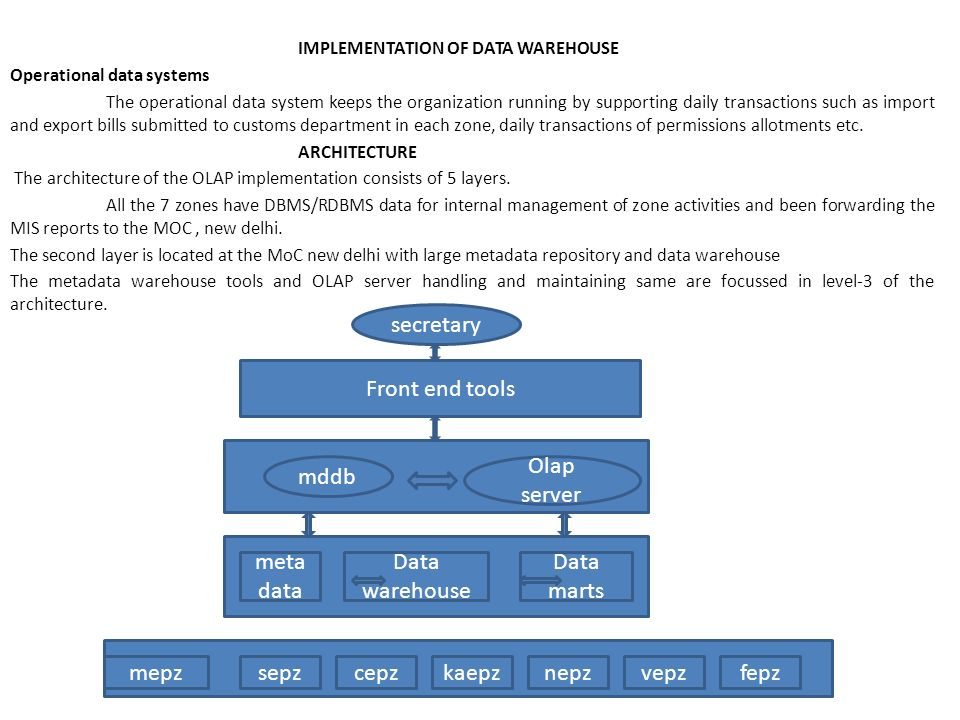 IMPLEMENTATION OF DATA WAREHOUSE
Operational data systems
The operational data system keeps the organization running by supporting daily transactions such as import
and export bills submitted to customs department in each zone, daily transactions of permissions allotments etc.
ARCHITECTURE
The architecture of the OLAP implementation consists of 5 layers.
All the 7 zones have DBMS/RDBMS data for internal management of zone activities and been forwarding the
MIS reports to the MOC , new delhi.
The second layer is located at the MoC new delhi with large metadata repository and data warehouse
The metadata warehouse tools and OLAP server handling and maintaining same are focussed in level-3 of the
architecture.
secretary
Front end tools
mddb
Olap
server
meta
data
Data
warehouse
Data
marts
mepz sepz cepz kaepz nepz vepz fepz